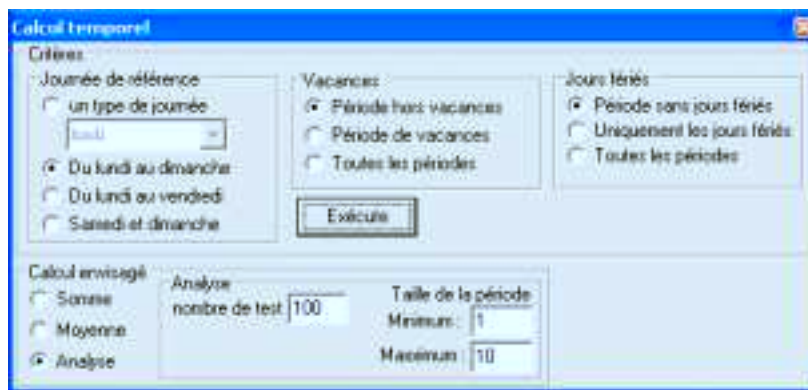 Calcul temporel
Critères
Journée de référence
un type de journée
lundi
Du lundi au dimanche
Du lundi au vendredi
Samedi et dimanche
Vacances
Période hors vacances
Période de vacances
Toutes les périodes
Jours fériés
Période sans jours fériés
Uniquement les jours fériés
Toutes les périodes
Exécute
Calcul envisagé
Somme
Moyenne
Analyse
Analyse
nombre de test 100
Taille de la période
Minimum : 1
Maximum : 10